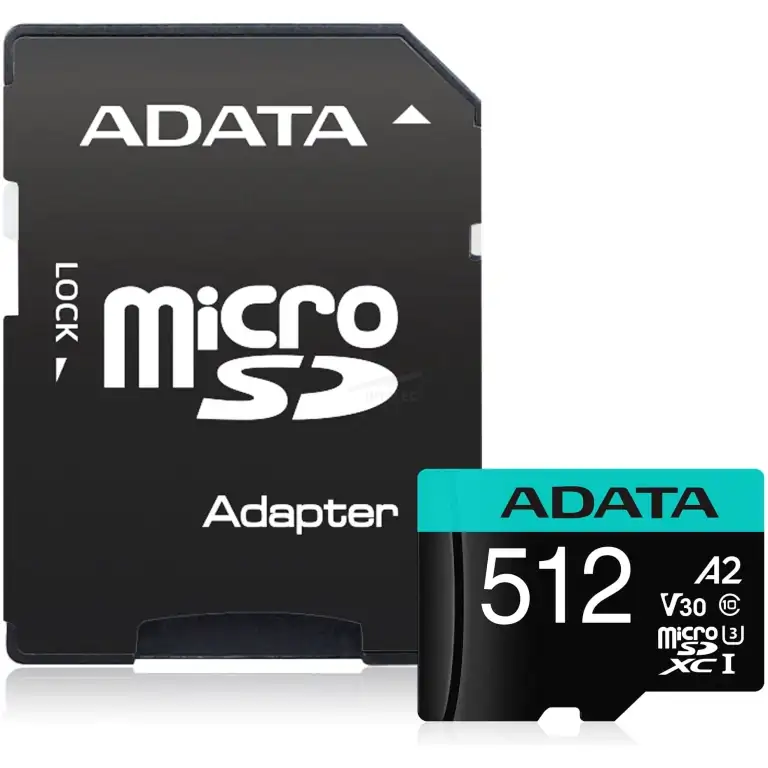 ADATA
LOCK
micro
SD
Adapter
ADATA
512
A2
V30 10
micro SD 3
XC I